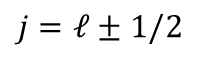 j = ℓ ± 1/2